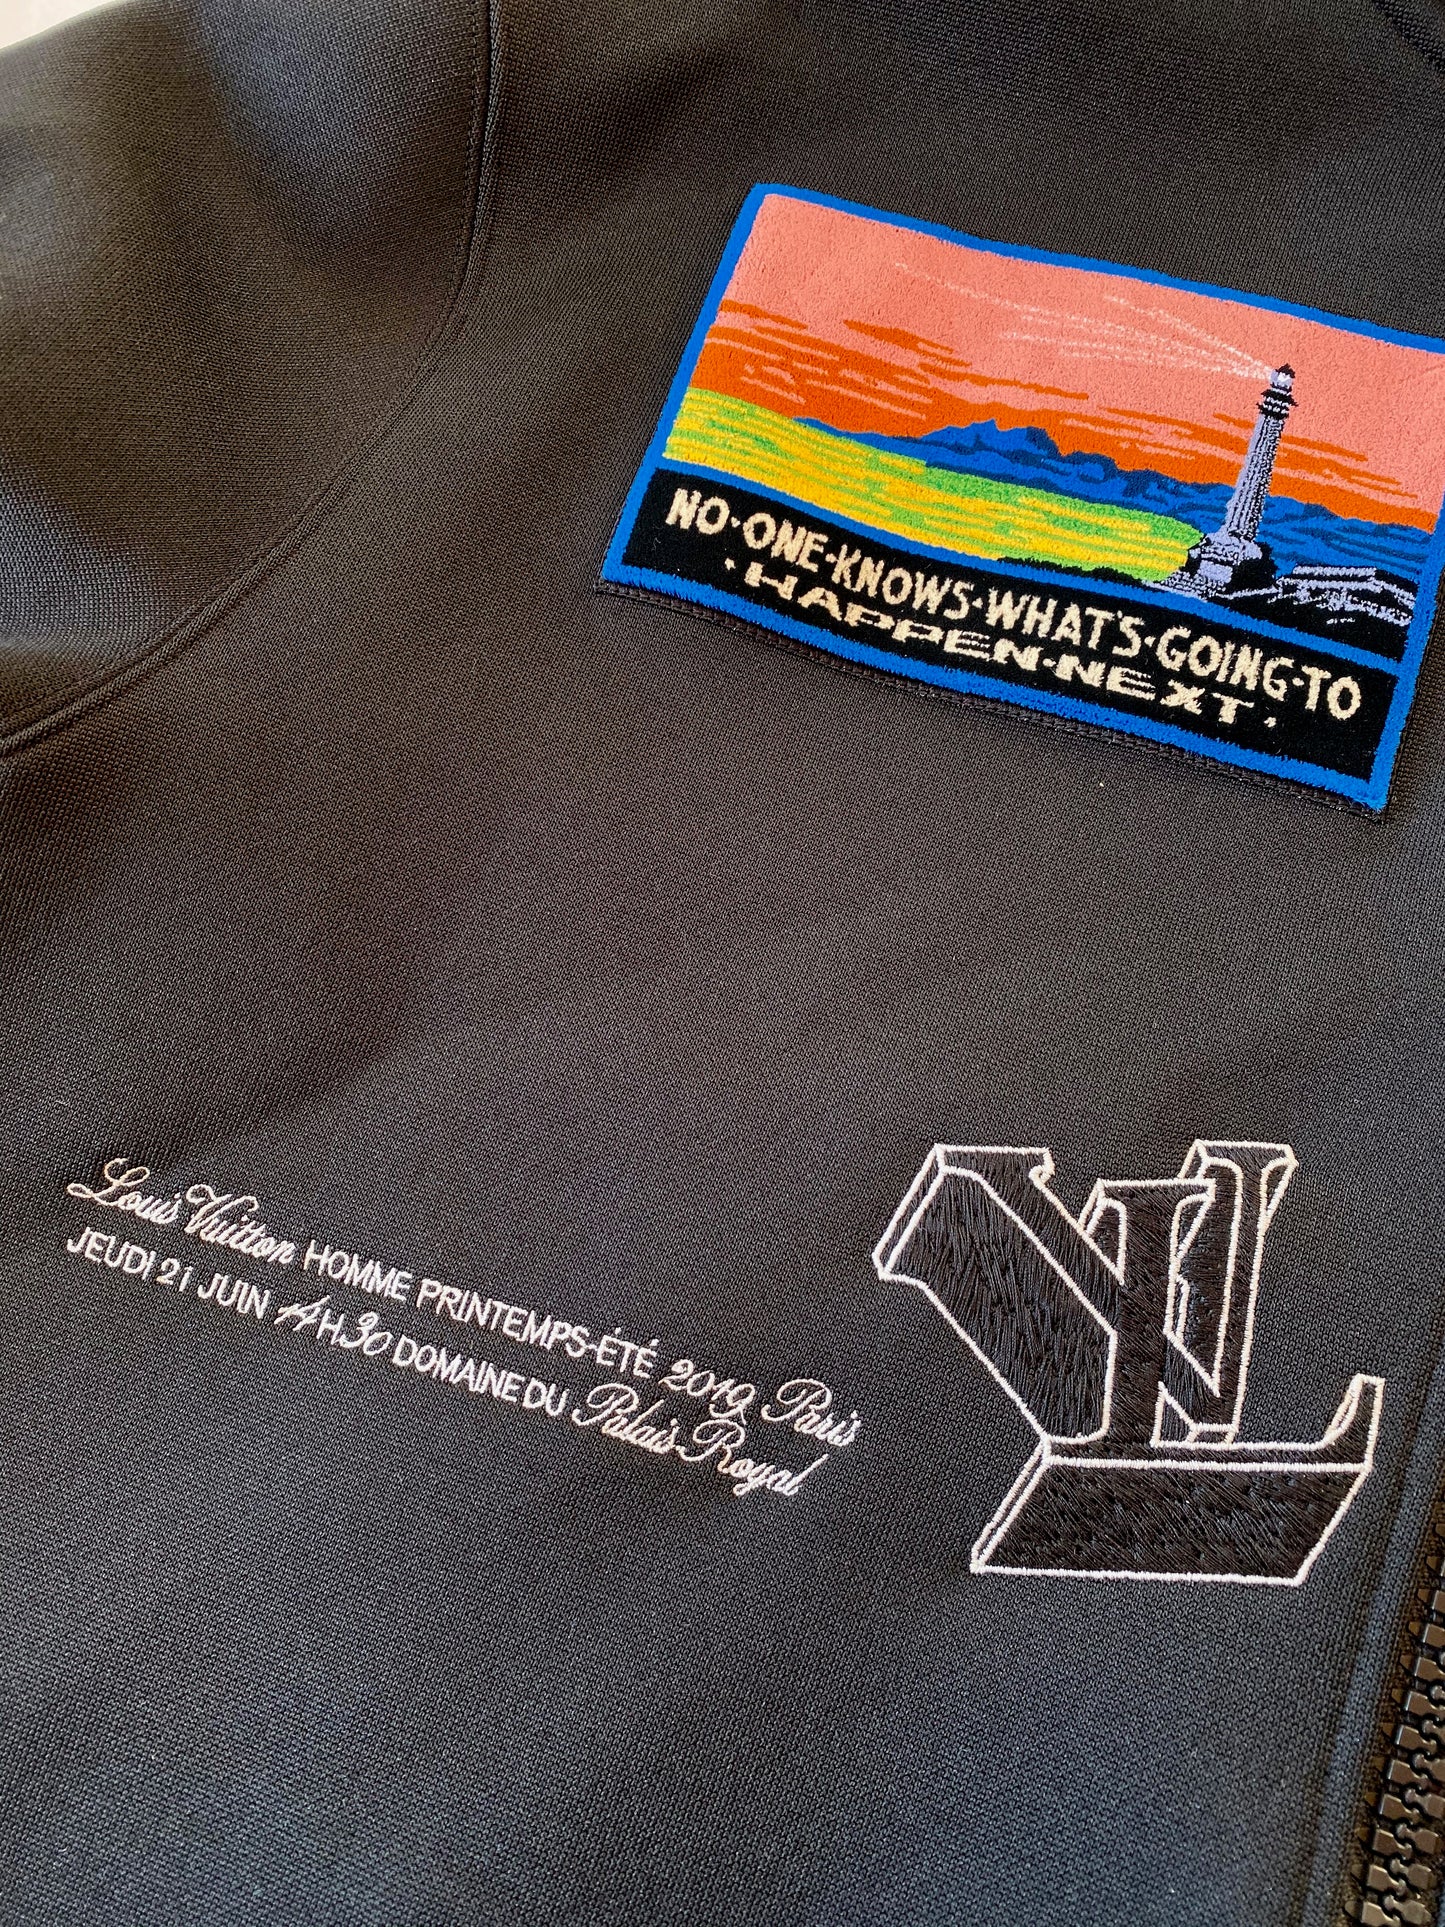 NO·ONE·KNOWS·WHAT'S·GOING·TO
·HAPPEN·NEXT·
Louis Vuitton HOMME PRINTEMPS-ÉTÉ 2019 Paris
JEUDI 21 JUIN 14H30 DOMAINE DU Palais-Royal
LV